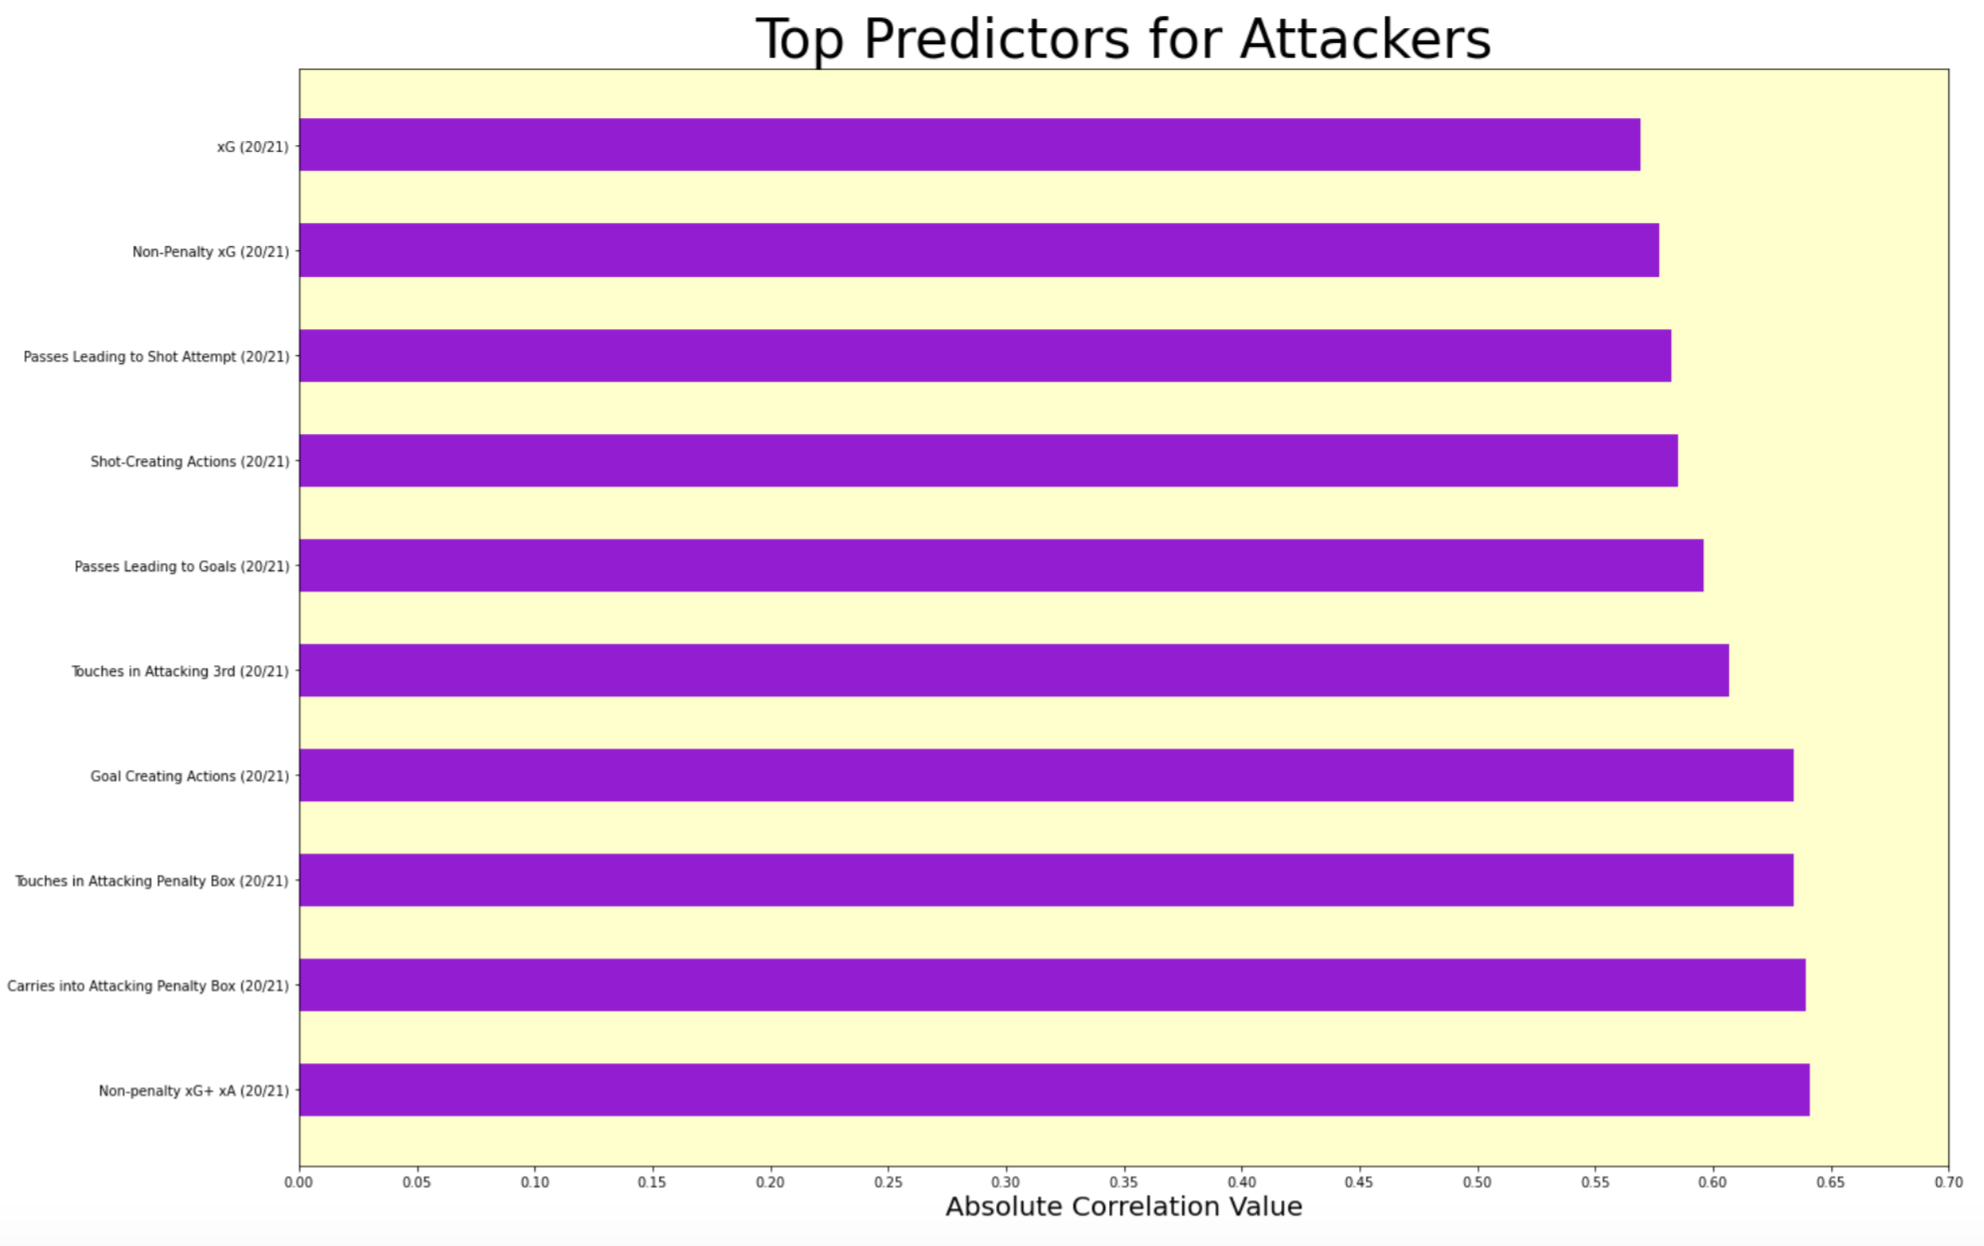 Top Predictors for Attackers
xG (20/21)
Non-Penalty xG (20/21)
Passes Leading to Shot Attempt (20/21)
Shot-Creating Actions (20/21)
Passes Leading to Goals (20/21)
Touches in Attacking 3rd (20/21)
Goal Creating Actions (20/21)
Touches in Attacking Penalty Box (20/21)
Carries into Attacking Penalty Box (20/21)
Non-penalty xG+ xA (20/21)
0.00 0.05 0.10 0.15 0.20 0.25 0.30 0.35 0.40 0.45 0.50 0.55 0.60 0.65 0.70
Absolute Correlation Value